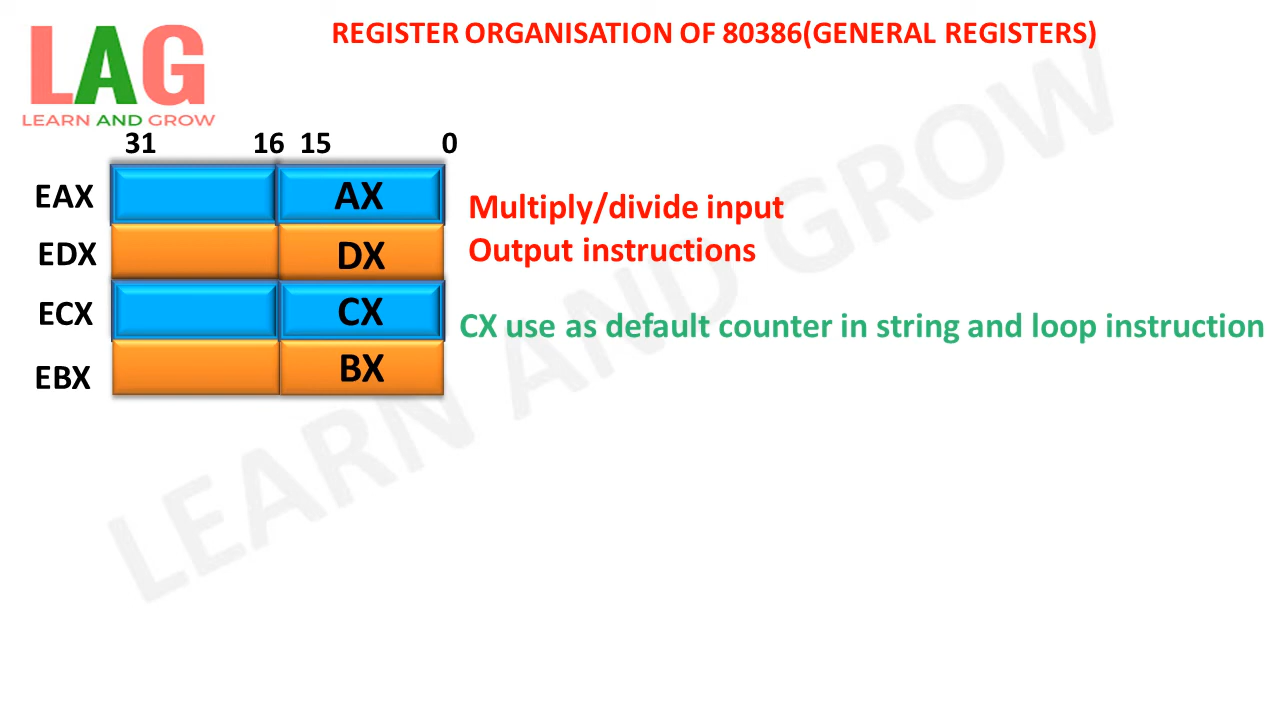 LAG
LEARN AND GROW
REGISTER ORGANISATION OF 80386(GENERAL REGISTERS)
31 16 15 0
EAX AX
Multiply/divide input
EDX DX
Output instructions
ECX CX
CX use as default counter in string and loop instruction
EBX BX
LEARN AND GROW